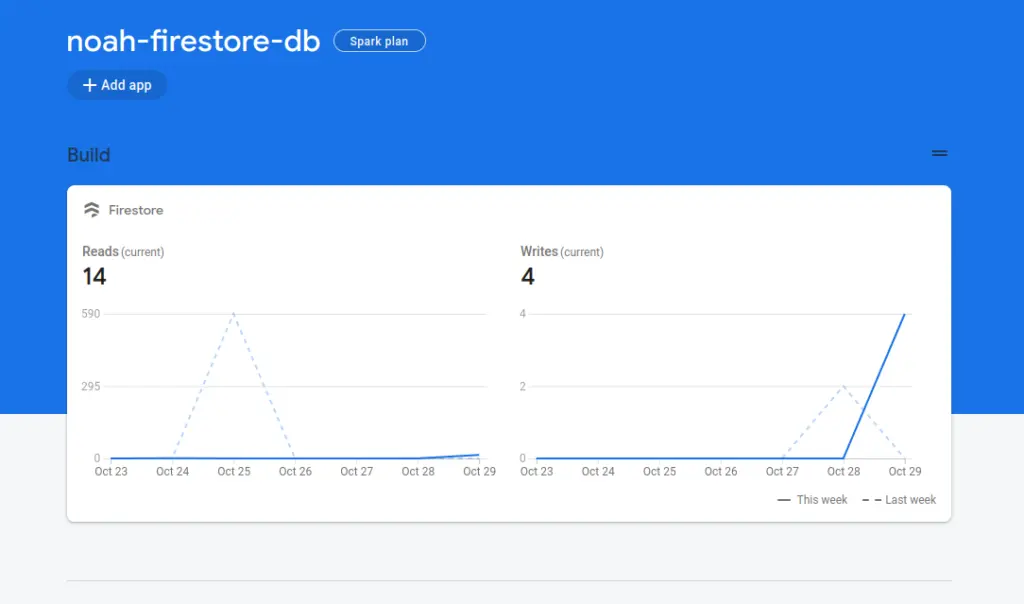 noah-firestore-db Spark plan
+ Add app
Build
Firestore
Reads (current)
14
590
295
0
Oct 23 Oct 24 Oct 25 Oct 26 Oct 27 Oct 28 Oct 29
Writes (current)
4
4
2
0
Oct 23 Oct 24 Oct 25 Oct 26 Oct 27 Oct 28 Oct 29
This week Last week